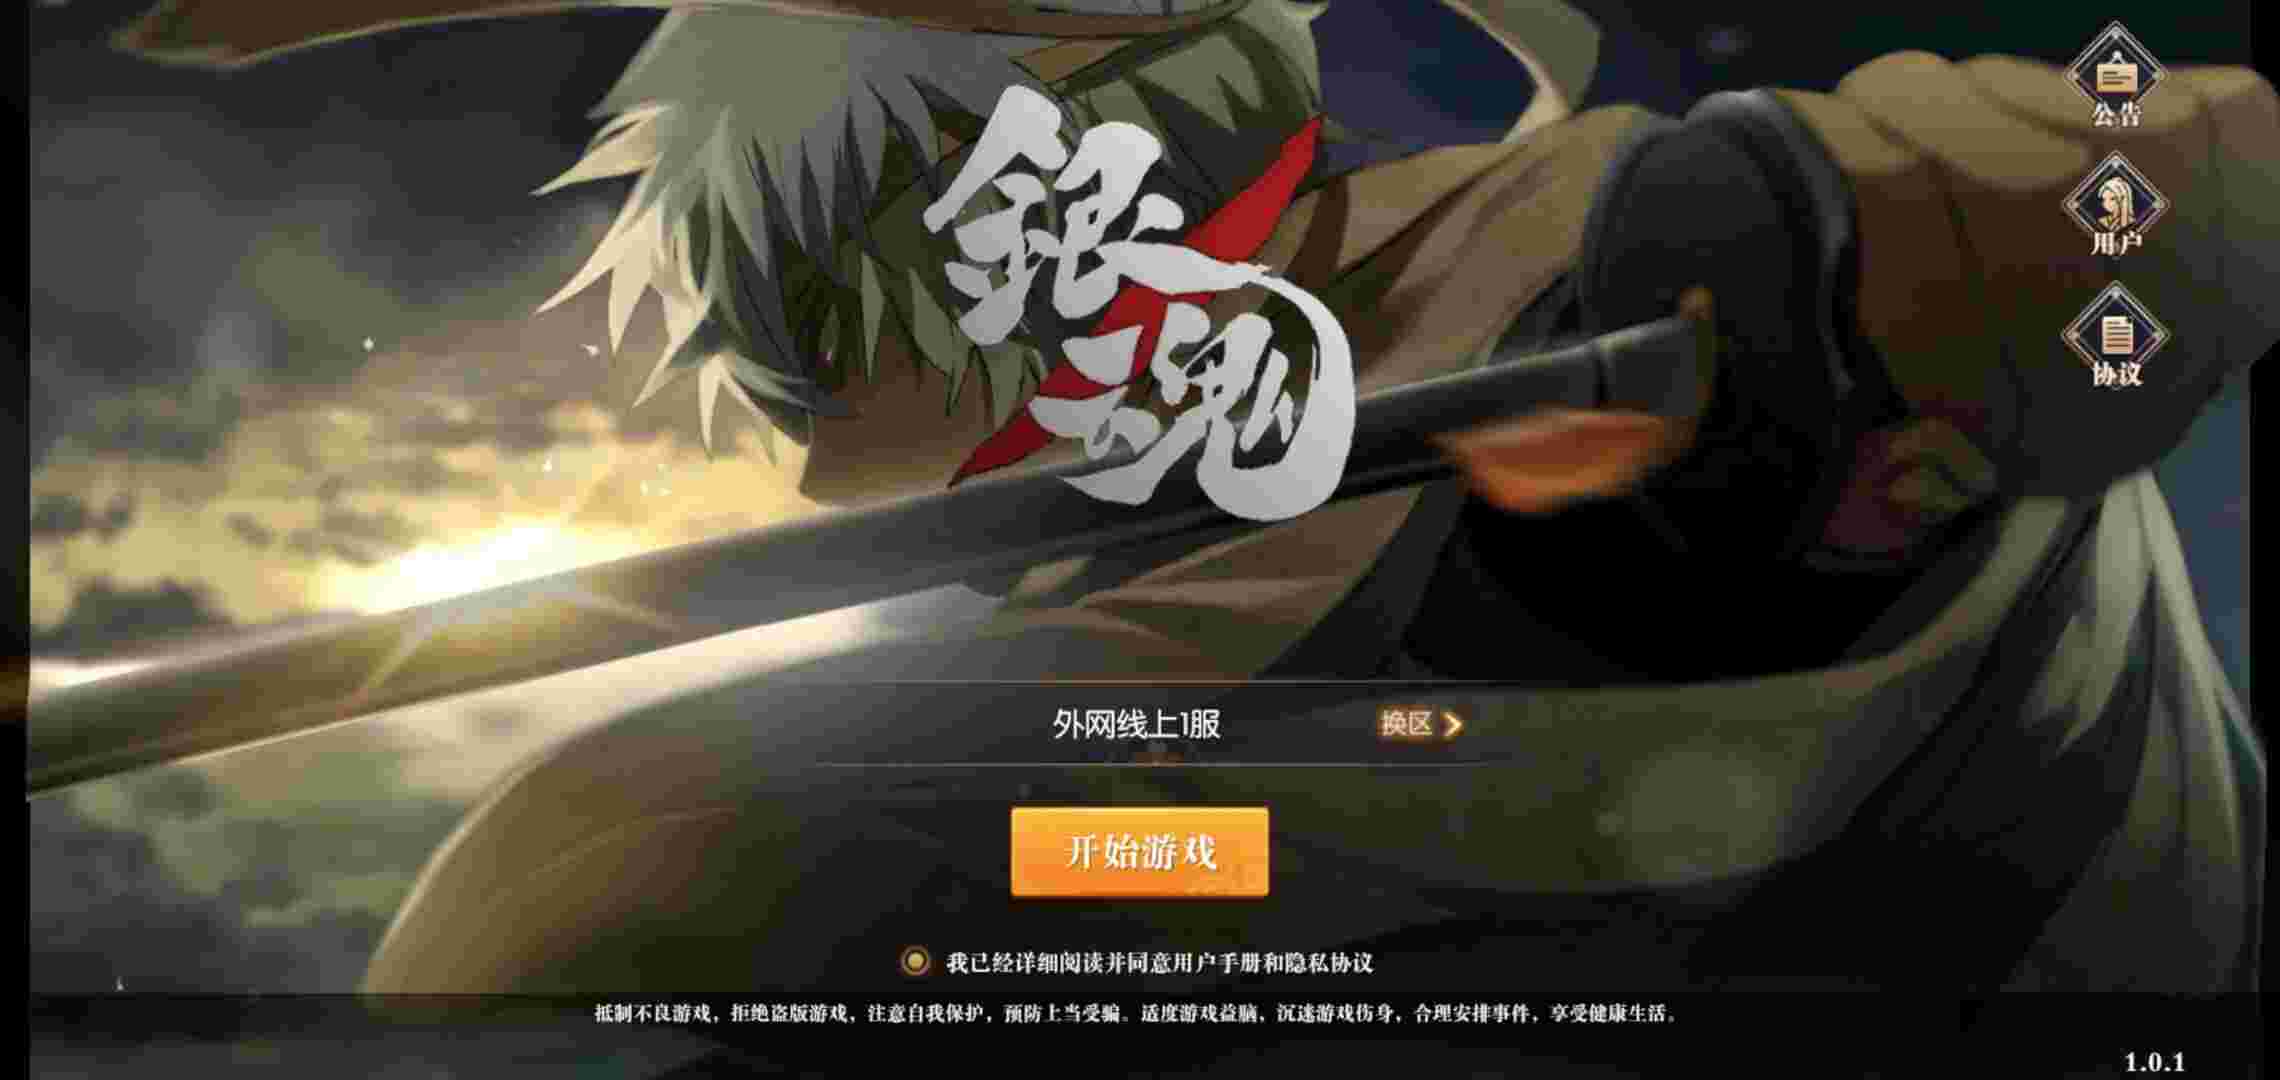 銀魂
公告
用户
协议
外网线上1服
换区
开始游戏
我已经详细阅读并同意用户手册和隐私协议
抵制不良游戏，拒绝盗版游戏，注意自我保护，预防上当受骗。适度游戏益脑，沉迷游戏伤身，合理安排事件，享受健康生活。
1.0.1